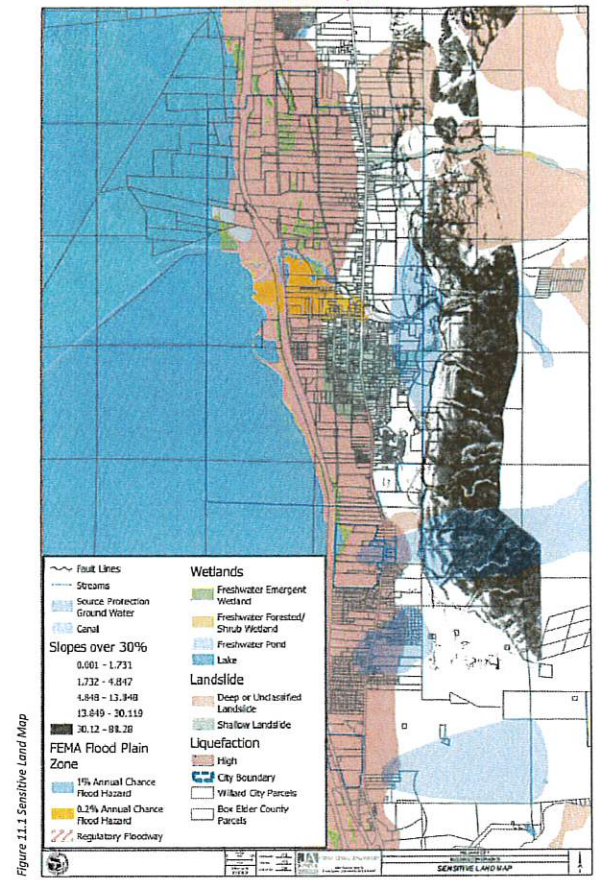 Figure 11.1 Sensitive Land Map
Fault Lines
Streams
Source Protection
Ground Water
Canal
Slopes over 30%
0.001 - 1.731
1.732 - 4.847
4.848 - 13.848
13.849 - 30.119
30.12 - 88.28
FEMA Flood Plain
Zone
1% Annual Chance
Flood Hazard
0.2% Annual Chance
Flood Hazard
Regulatory Floodway
Wetlands
Freshwater Emergent
Wetland
Freshwater Forested/
Shrub Wetland
Freshwater Pond
Lake
Landslide
Deep or Unclassified
Landslide
Shallow Landslide
Liquefaction
High
City Boundary
Willard City Parcels
Box Elder County
Parcels
SENSITIVE LAND MAP